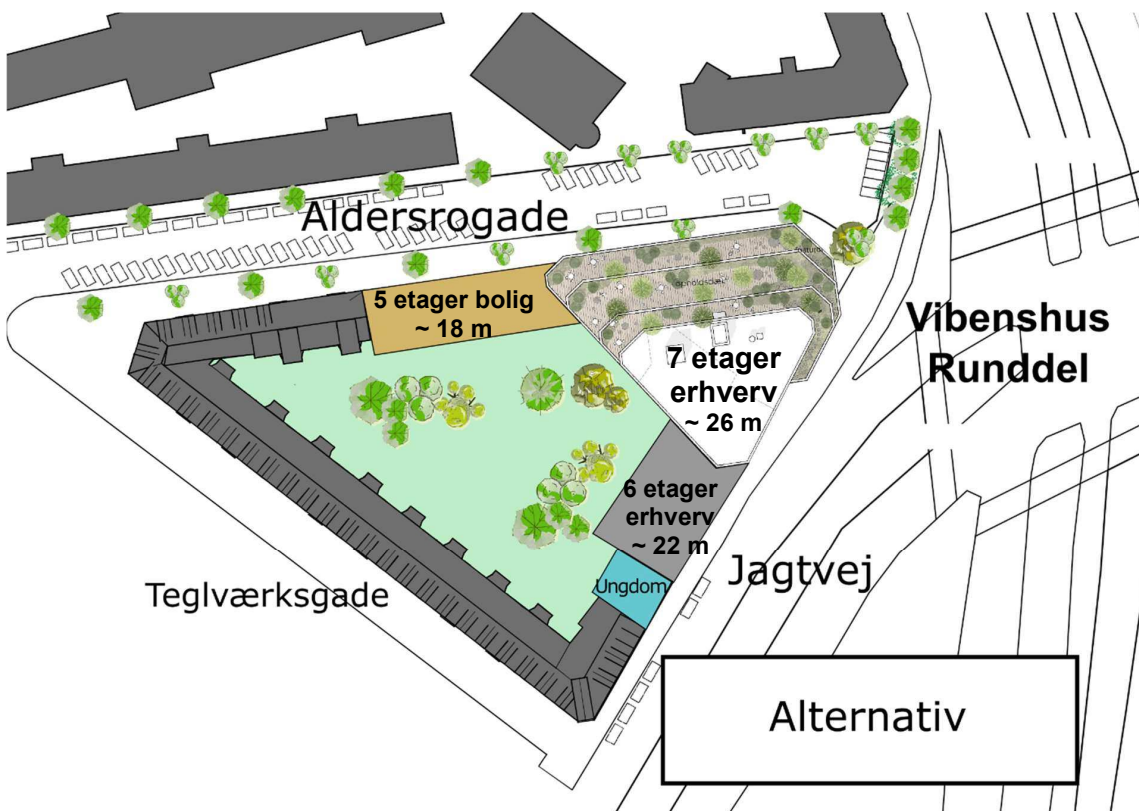 Aldersrogade
5 etager bolig
~ 18 m
opholdsdæk
Vibenshus
Runddel
7 etager
erhverv
~ 26 m
6 etager
erhverv
~ 22 m
Jagtvej
Ungdom
Teglværksgade
Alternativ